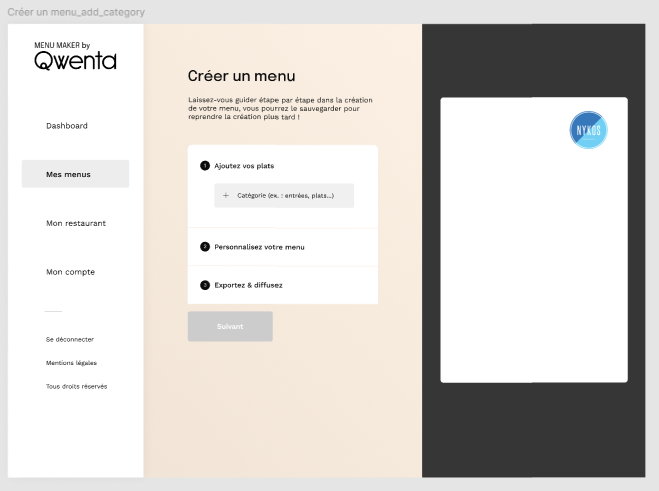 Créer un menu_add_category
MENU MAKER by
Qwenta
Dashboard
Mes menus
Mon restaurant
Mon compte
Se déconnecter
Mentions légales
Tous droits réservés
Créer un menu
Laissez-vous guider étape par étape dans la création
de votre menu, vous pourrez le sauvegarder pour
reprendre la création plus tard !
1 Ajoutez vos plats
+ Catégorie (ex. : entrées, plats...)
2 Personnalisez votre menu
3 Exportez & diffusez
Suivant
NYKOS